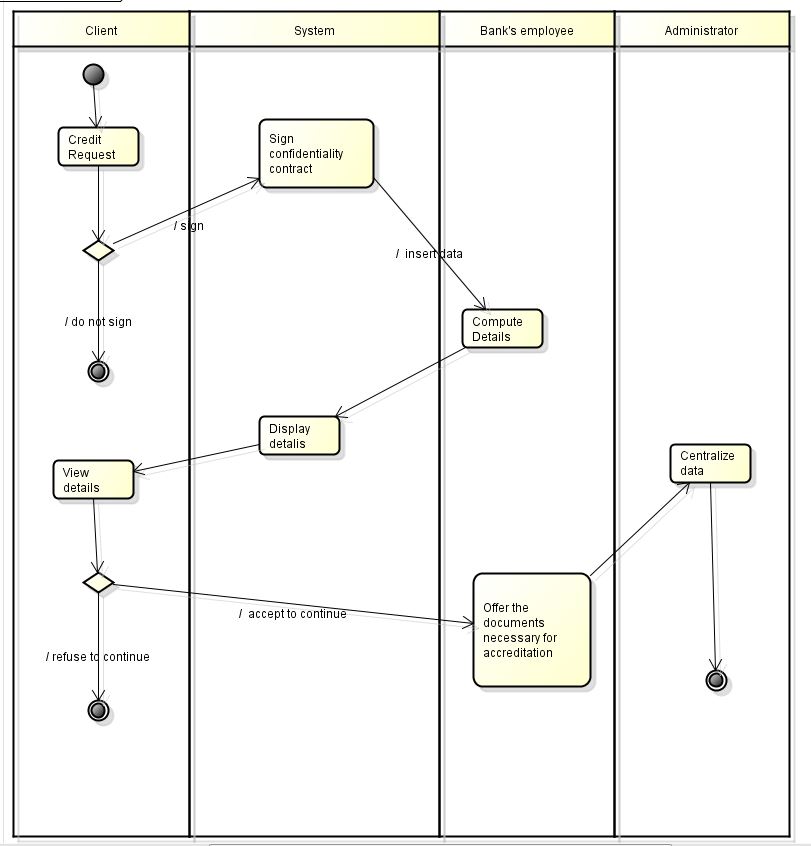 Client
System
Bank's employee
Administrator
Credit
Request
Sign
confidentiality
contract
/ sign
/ insert data
/ do not sign
Compute
Details
Display
detalis
View
details
Centralize
data
/ accept to continue
Offer the
documents
necessary for
accreditation
/ refuse to continue